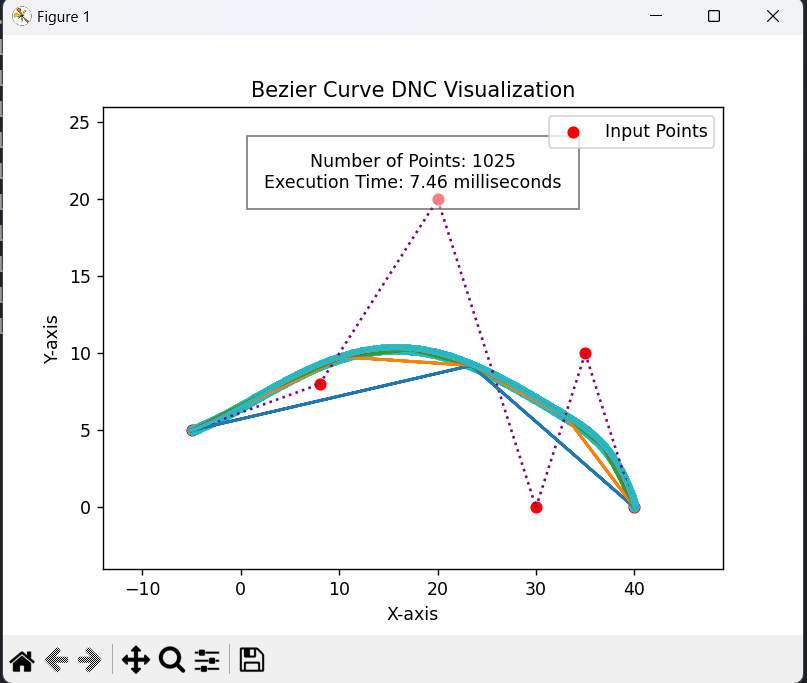 Figure 1
Bezier Curve DNC Visualization
25
Input Points
Number of Points: 1025
Execution Time: 7.46 milliseconds
20
15
10
5
0
Y-axis
−10 0 10 20 30 40
X-axis